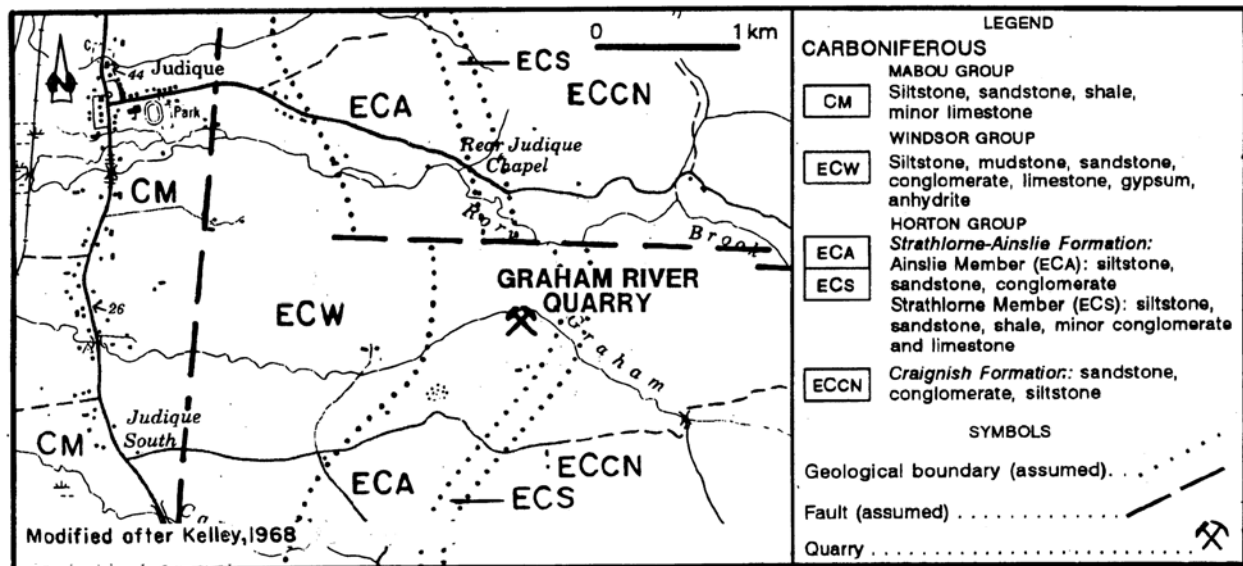 0 1 km
44 Judique
Park
ECS
ECA
ECCN
Rear Judique
Chapel
CM
Rory
Brook
GRAHAM RIVER
QUARRY
Graham
ECW
26
Judique
South
CM
ECCN
ECA
ECS
Modified after Kelley, 1968
LEGEND
CARBONIFEROUS
MABOU GROUP
CM Siltstone, sandstone, shale,
minor limestone
WINDSOR GROUP
ECW Siltstone, mudstone, sandstone,
conglomerate, limestone, gypsum,
anhydrite
HORTON GROUP
ECA Strathlorne-Ainslie Formation:
Ainslie Member (ECA): siltstone,
ECS sandstone, conglomerate
Strathlorne Member (ECS): siltstone,
sandstone, shale, minor conglomerate
and limestone
ECCN Craignish Formation: sandstone,
conglomerate, siltstone
SYMBOLS
Geological boundary (assumed)
Fault (assumed)
Quarry